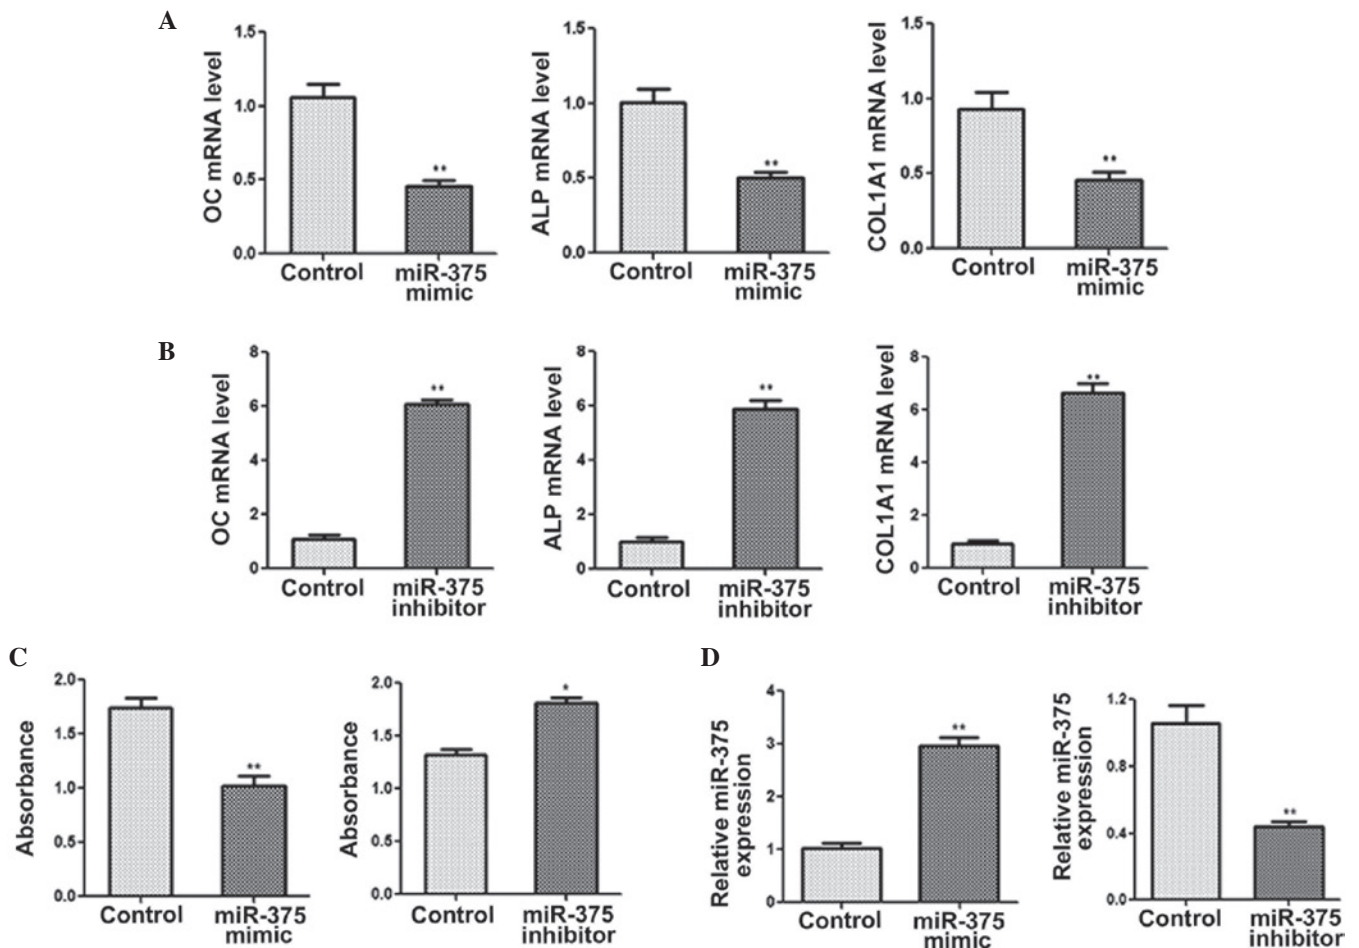 A
OC mRNA level
1.5
1.0
0.5
0.0
**
Control
miR-375
mimic
ALP mRNA level
1.5
1.0
0.5
0.0
**
Control
miR-375
mimic
COL1A1 mRNA level
1.5
1.0
0.5
0.0
**
Control
miR-375
mimic
B
OC mRNA level
8
6
4
2
0
**
Control
miR-375
inhibitor
ALP mRNA level
8
6
4
2
0
**
Control
miR-375
inhibitor
COL1A1 mRNA level
8
6
4
2
0
**
Control
miR-375
inhibitor
C
Absorbance
2.0
1.5
1.0
0.5
0.0
**
Control
miR-375
mimic
Absorbance
2.0
1.5
1.0
0.5
0.0
*
Control
miR-375
inhibitor
D
Relative miR-375
expression
4
3
2
1
0
**
Control
miR-375
mimic
Relative miR-375
expression
1.2
0.8
0.4
0.0
**
Control
miR-375
inhibitor